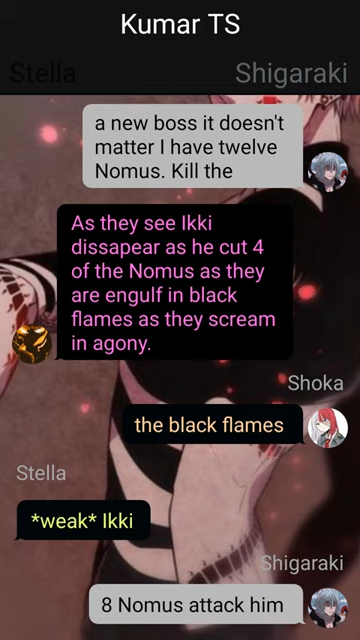 Kumar TS
Stella
Shigaraki
a new boss it doesn't
matter I have twelve
Nomus. Kill the
As they see Ikki
dissapear as he cut 4
of the Nomus as they
are engulf in black
flames as they scream
in agony.
Shoka
the black flames
Stella
*weak* Ikki
Shigaraki
8 Nomus attack him